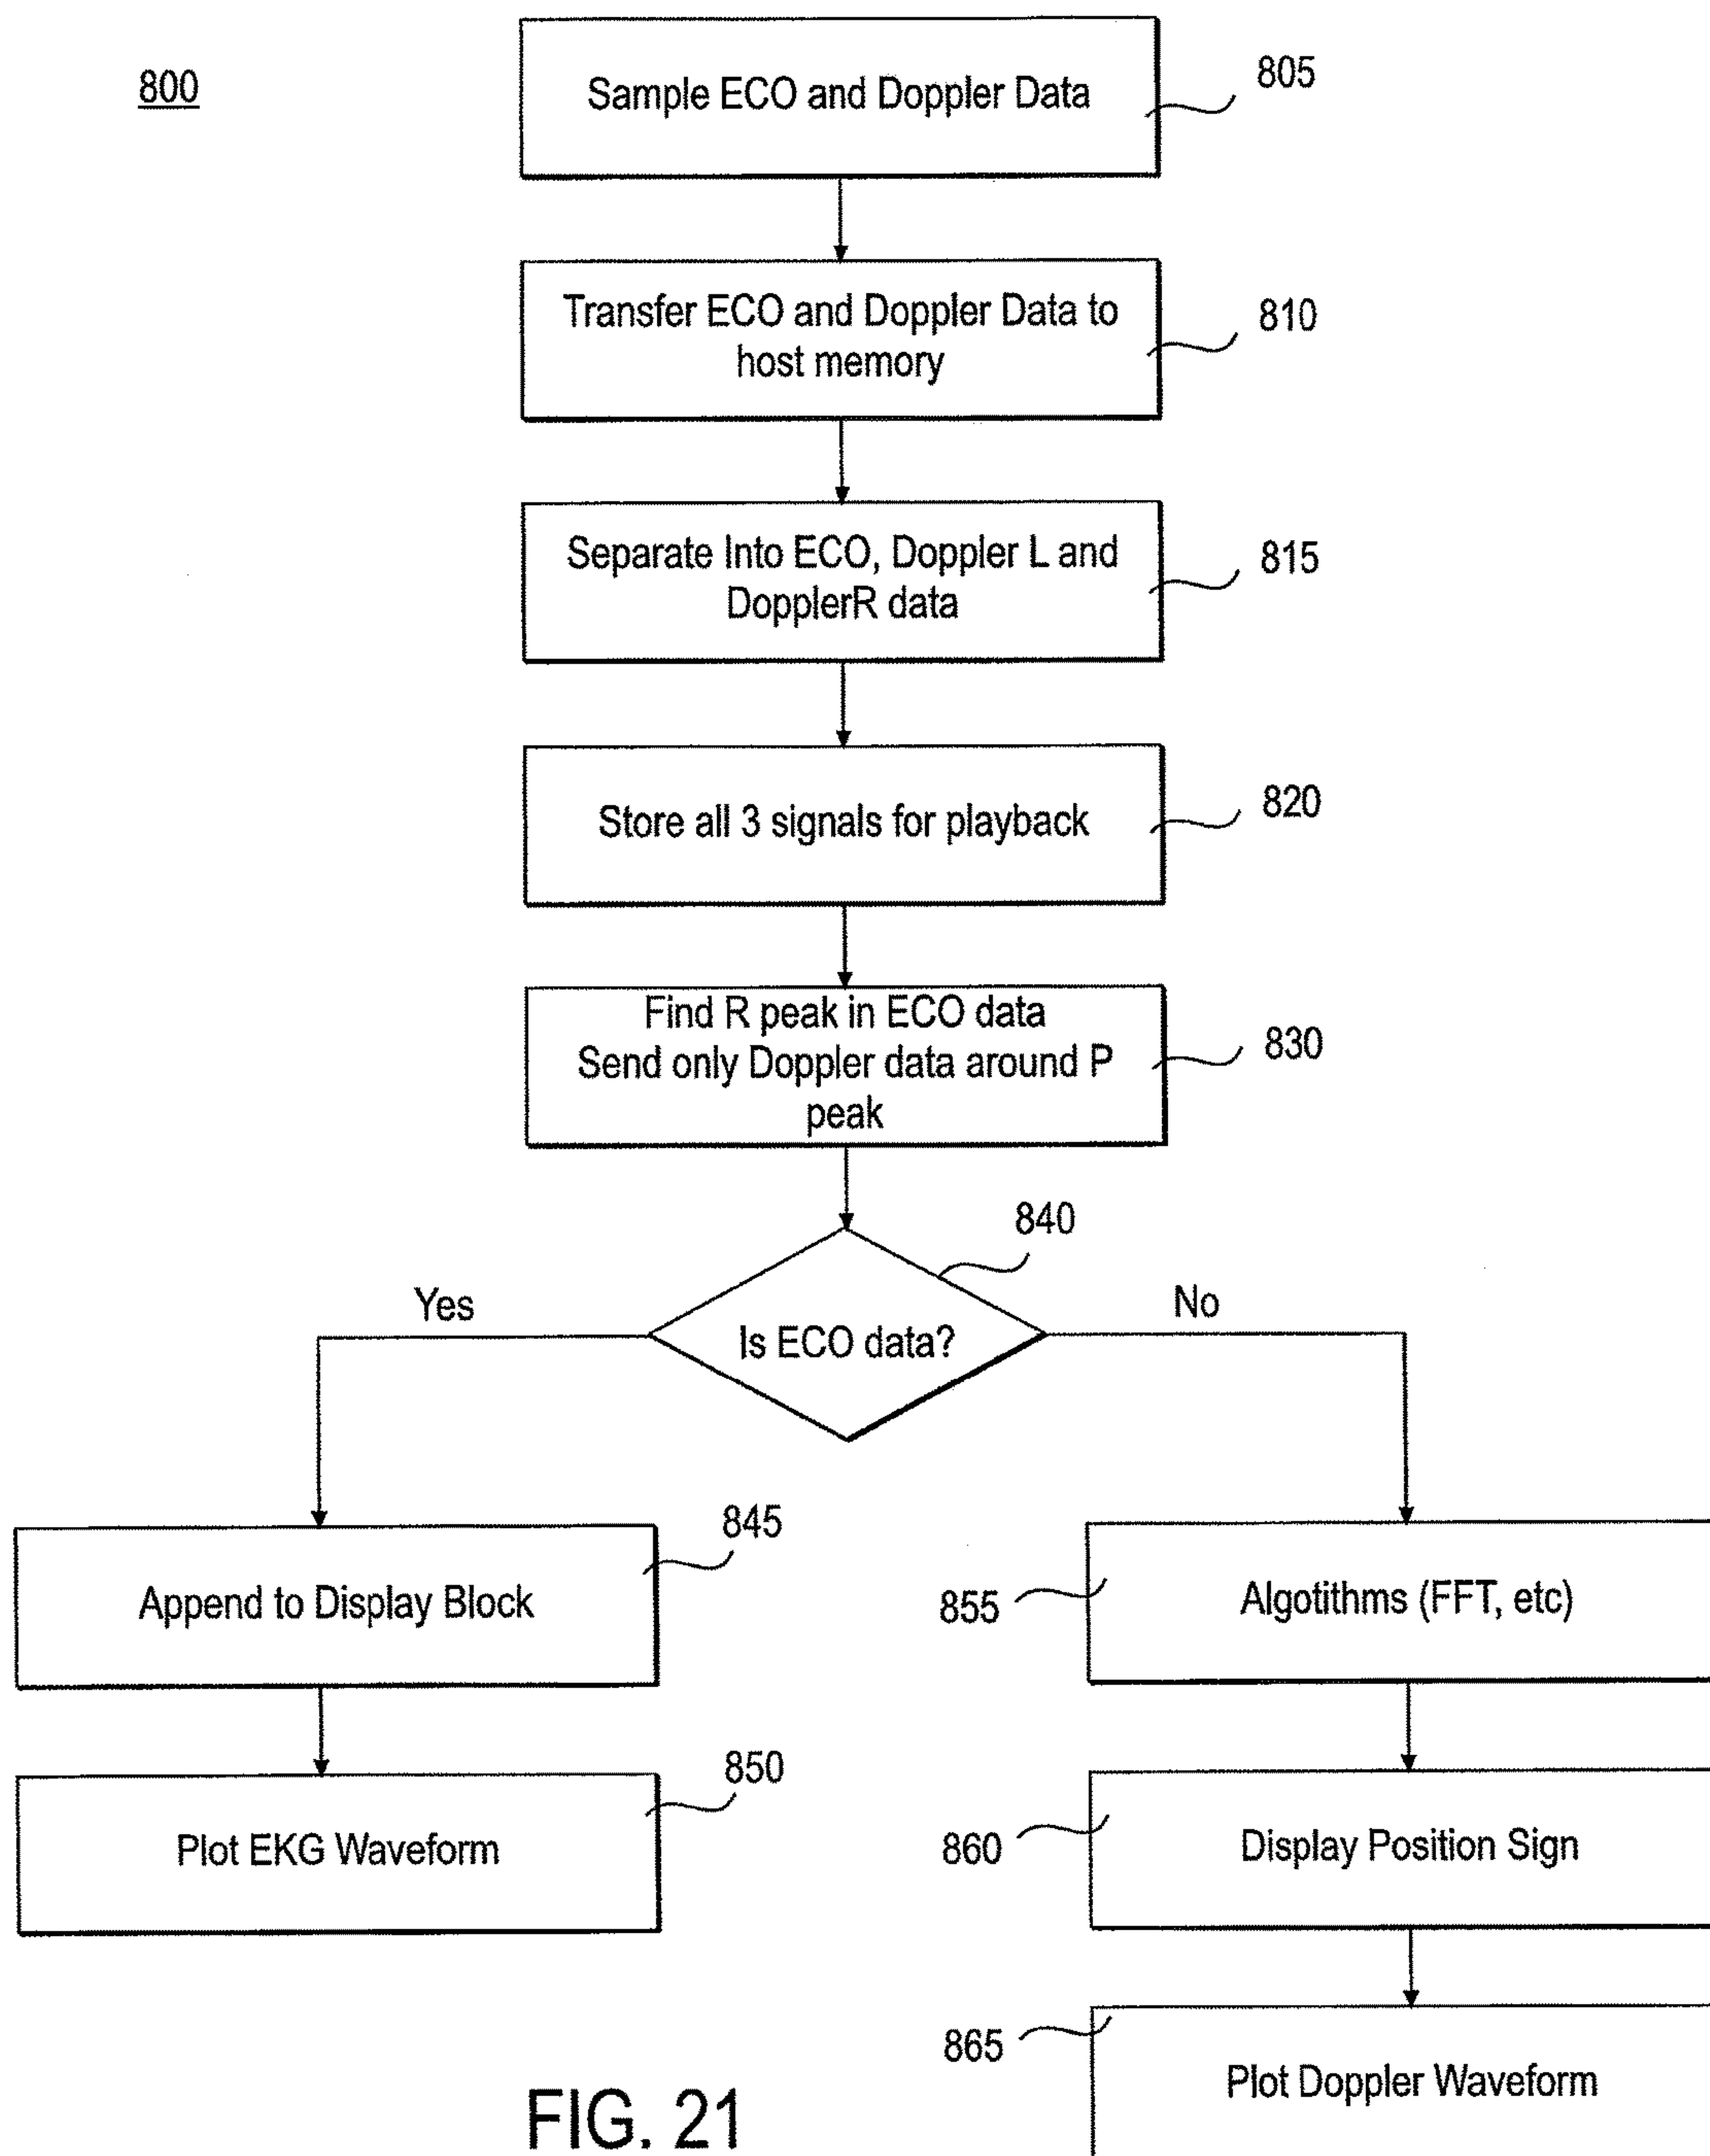 800
Sample ECO and Doppler Data
805
Transfer ECO and Doppler Data to
host memory
810
Separate Into ECO, Doppler L and
DopplerR data
815
Store all 3 signals for playback
820
Find R peak in ECO data
Send only Doppler data around P
peak
830
840
Is ECO data?
Yes
No
845
Append to Display Block
855
Algotithms (FFT, etc)
850
Plot EKG Waveform
860
Display Position Sign
865
Plot Doppler Waveform
FIG. 21